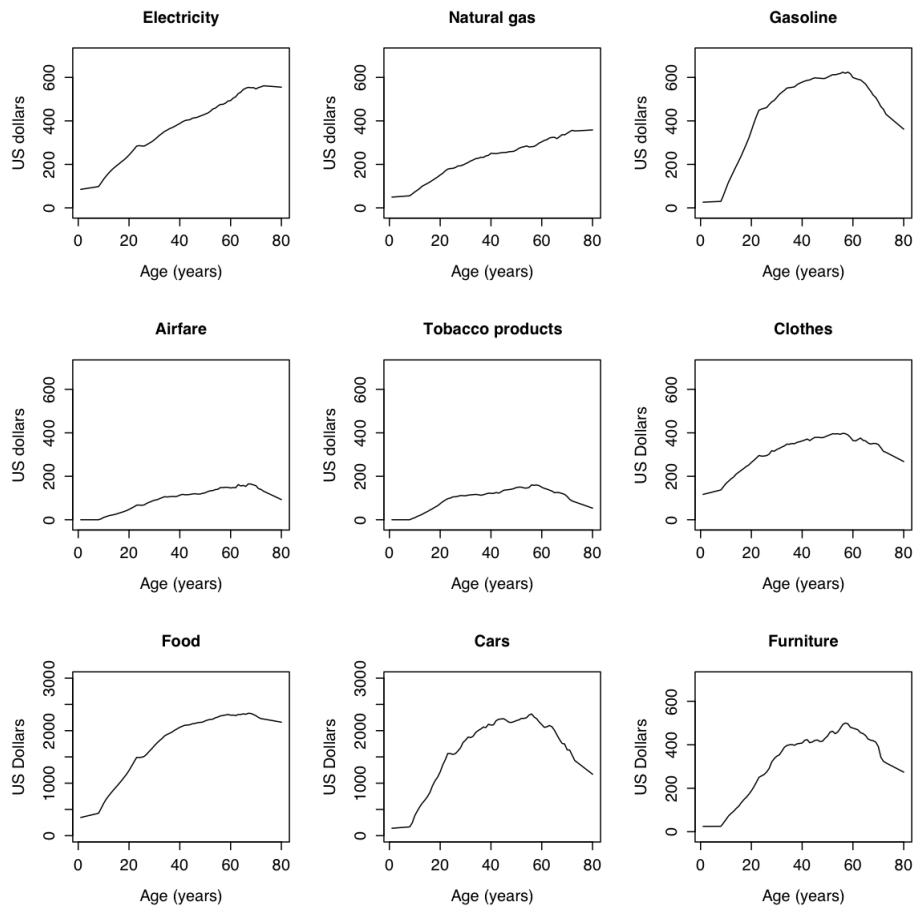 Electricity
Natural gas
Gasoline
US dollars
0 200 400 600
0 20 40 60 80
Age (years)
US dollars
0 200 400 600
0 20 40 60 80
Age (years)
US dollars
0 200 400 600
0 20 40 60 80
Age (years)
Airfare
Tobacco products
Clothes
US dollars
0 200 400 600
0 20 40 60 80
Age (years)
US dollars
0 200 400 600
0 20 40 60 80
Age (years)
US Dollars
0 200 400 600
0 20 40 60 80
Age (years)
Food
Cars
Furniture
US Dollars
0 1000 2000 3000
0 20 40 60 80
Age (years)
US Dollars
0 1000 2000 3000
0 20 40 60 80
Age (years)
US Dollars
0 200 400 600
0 20 40 60 80
Age (years)